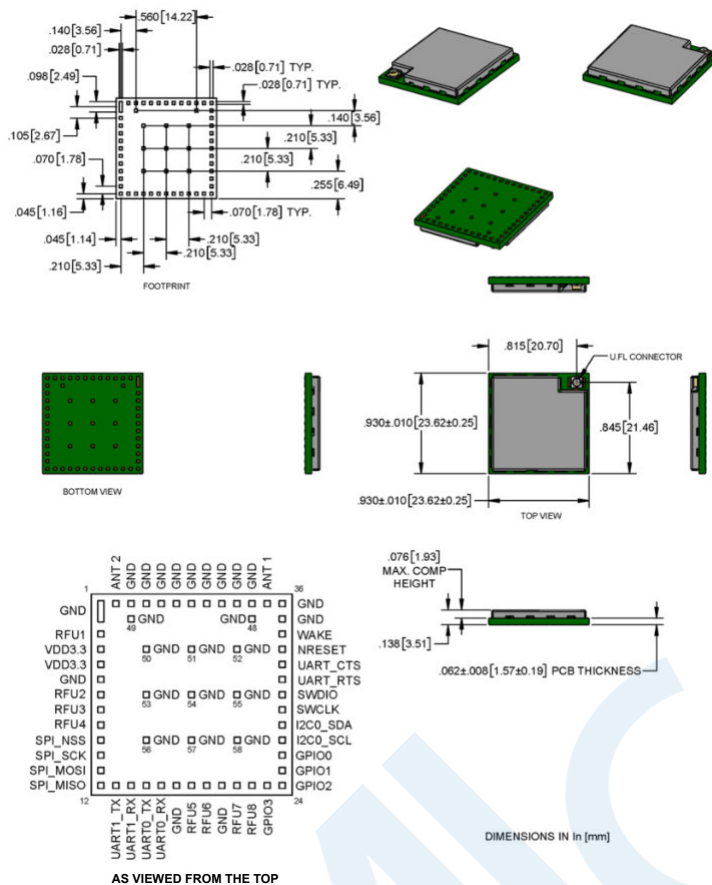 .560[14.22]
.140[3.56]
.028[0.71]
.098[2.49]
.028[0.71] TYP.
.028[0.71] TYP.
.140[3.56]
.105[2.67]
.210[5.33]
.070[1.78]
.210[5.33]
.255[6.49]
.045[1.16]
.070[1.78] TYP.
.045[1.14]
.210[5.33]
.210[5.33]
.210[5.33]
FOOTPRINT
.815[20.70]
U.FL CONNECTOR
.930±.010[23.62±0.25]
.845[21.46]
.930±.010[23.62±0.25]
BOTTOM VIEW
TOP VIEW
ANT 2
GND
GND
GND
GND
GND
GND
GND
GND
GND
ANT 1
1
36
GND
RFU1
VDD3.3
VDD3.3
GND
RFU2
RFU3
RFU4
SPI_NSS
SPI_SCK
SPI_MOSI
SPI_MISO
GND
49
GND
48
GND
50
GND
51
GND
52
GND
53
GND
54
GND
55
GND
56
GND
57
GND
58
GND
GND
WAKE
NRESET
UART_CTS
UART_RTS
SWDIO
SWCLK
I2C0_SDA
I2C0_SCL
GPIO0
GPIO1
GPIO2
12
24
UART1_TX
UART1_RX
UART0_TX
UART0_RX
GND
RFU5
RFU6
GND
RFU7
RFU8
GPIO3
AS VIEWED FROM THE TOP
.076[1.93]
MAX. COMP
HEIGHT
.138[3.51]
.062±.008[1.57±0.19] PCB THICKNESS
DIMENSIONS IN In [mm]